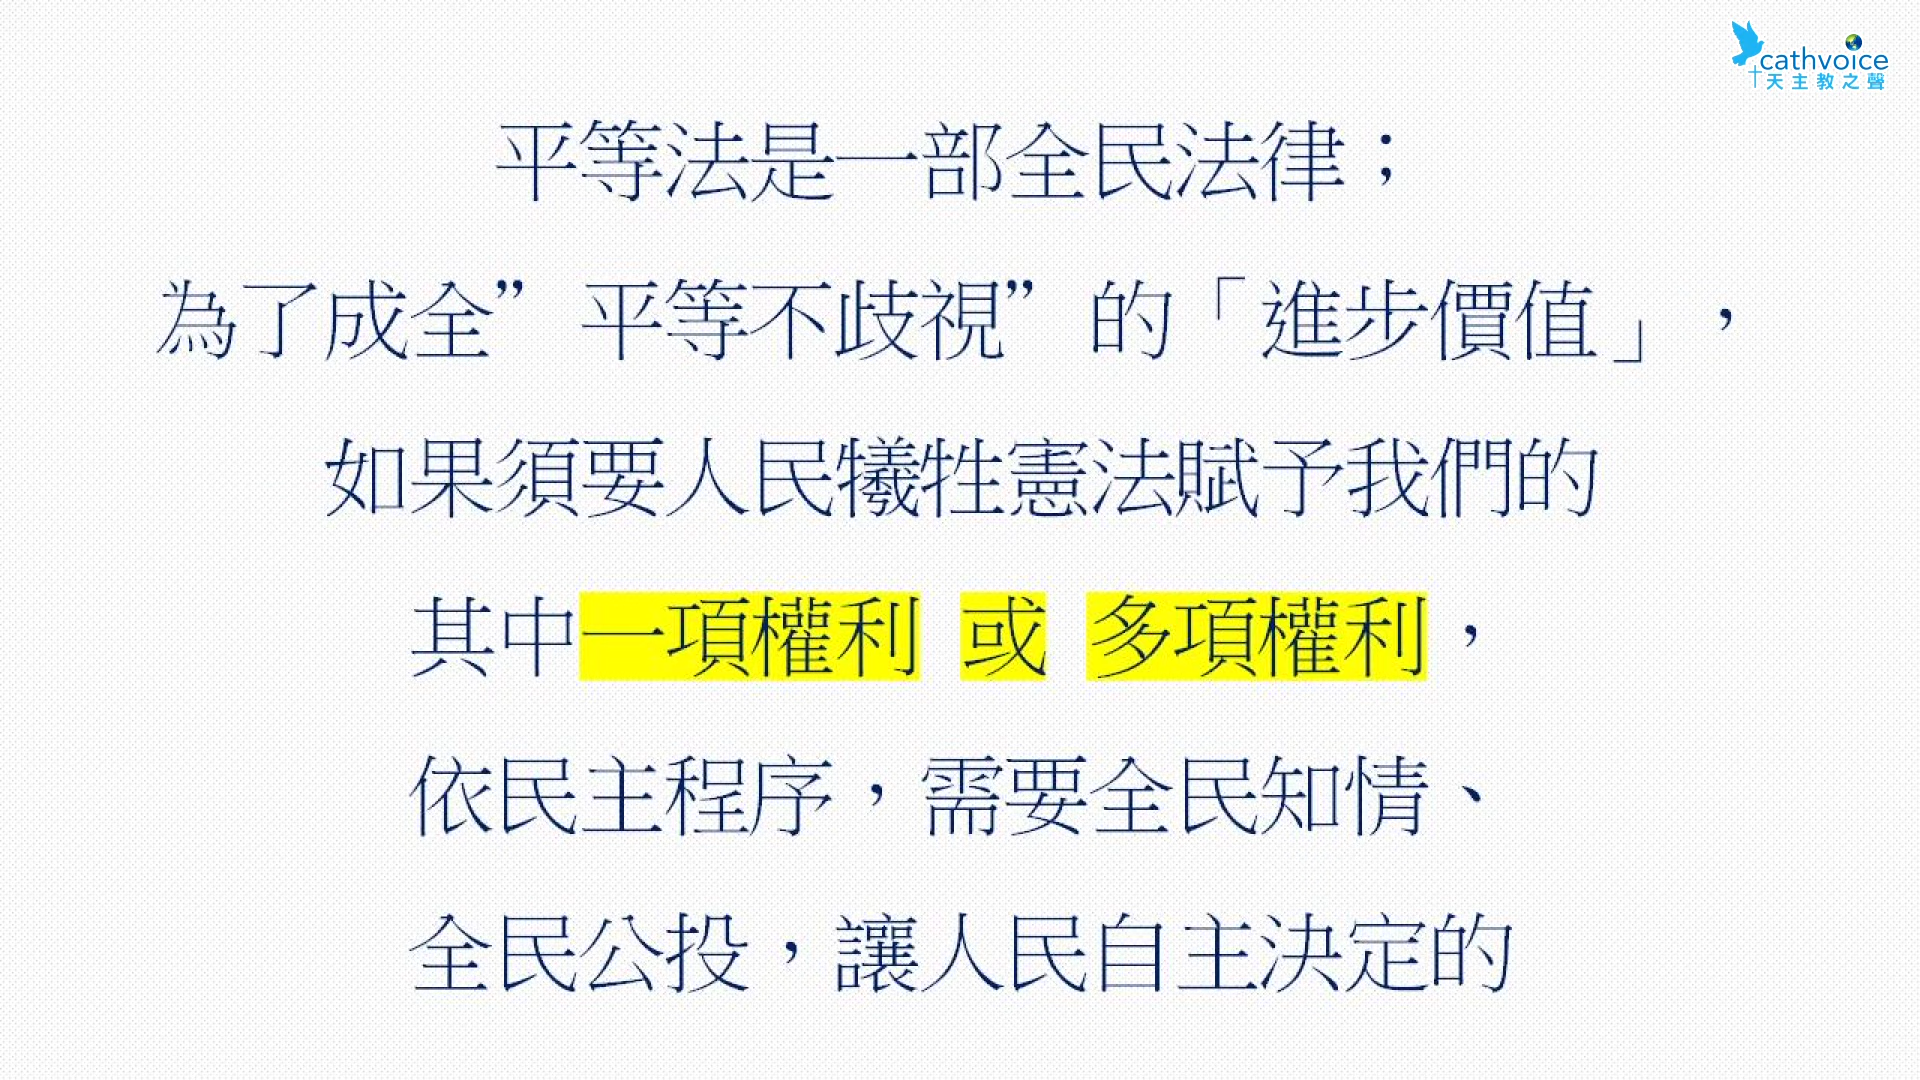 cathvoice
天主教之聲
平等法是一部全民法律；
為了成全”平等不歧視”的「進步價值」，
如果須要人民犧牲憲法賦予我們的
其中一項權利 或 多項權利，
依民主程序，需要全民知情、
全民公投，讓人民自主決定的